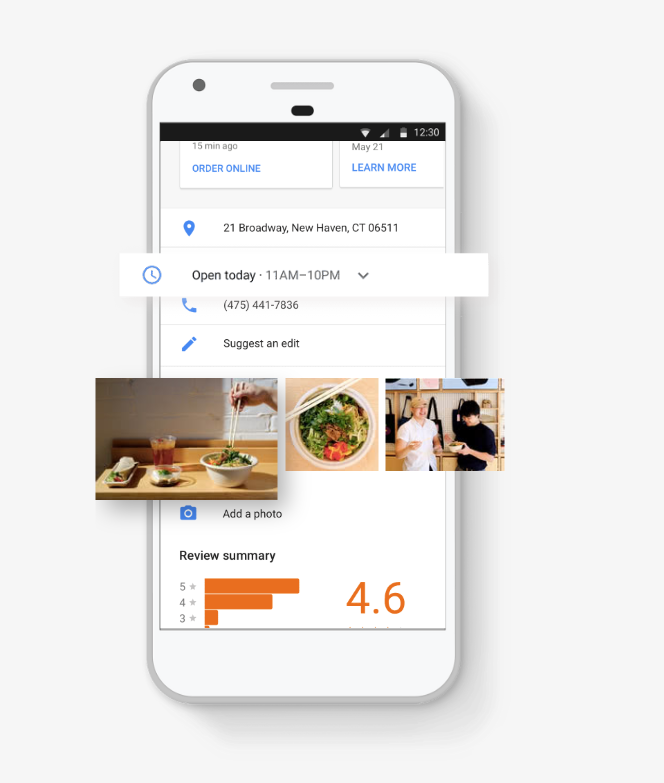 12:30
15 min ago
May 21
ORDER ONLINE
LEARN MORE
21 Broadway, New Haven, CT 06511
Open today · 11AM–10PM
(475) 441-7836
Suggest an edit
Add a photo
Review summary
5 ★
4.6
4 ★
3 ★